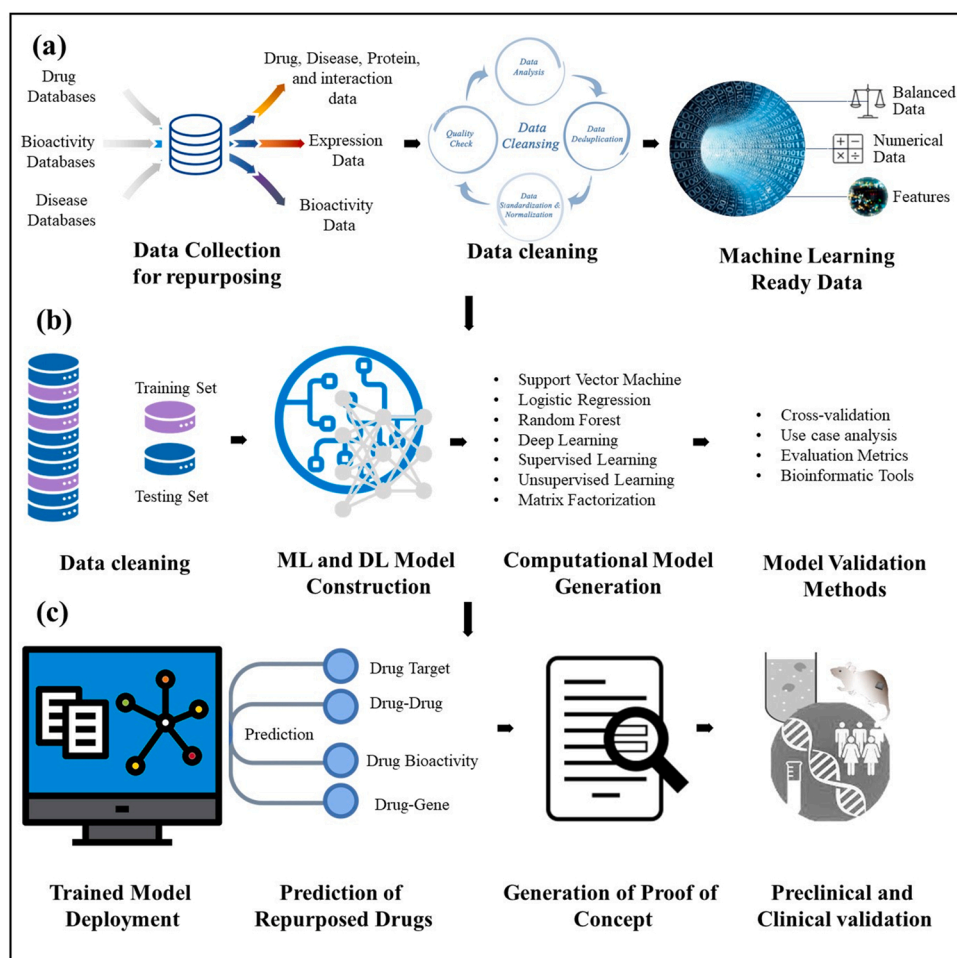 (a)
Drug
Databases
Bioactivity
Databases
Disease
Databases
Drug, Disease, Protein,
and interaction
data
Expression
Data
Bioactivity
Data
Data Collection
for repurposing
Data
Analysis
Quality
Check
Data
Cleansing
Data
Deduplication
Data
Standardization &
Normalization
Data cleaning
Balanced
Data
Numerical
Data
Features
Machine Learning
Ready Data
(b)
Training Set
Testing Set
Data cleaning
ML and DL Model
Construction
• Support Vector Machine
• Logistic Regression
• Random Forest
• Deep Learning
• Supervised Learning
• Unsupervised Learning
• Matrix Factorization
Computational Model
Generation
• Cross-validation
• Use case analysis
• Evaluation Metrics
• Bioinformatic Tools
Model Validation
Methods
(c)
Trained Model
Deployment
Prediction
Drug Target
Drug-Drug
Drug Bioactivity
Drug-Gene
Prediction of
Repurposed Drugs
Generation of Proof of
Concept
Preclinical and
Clinical validation